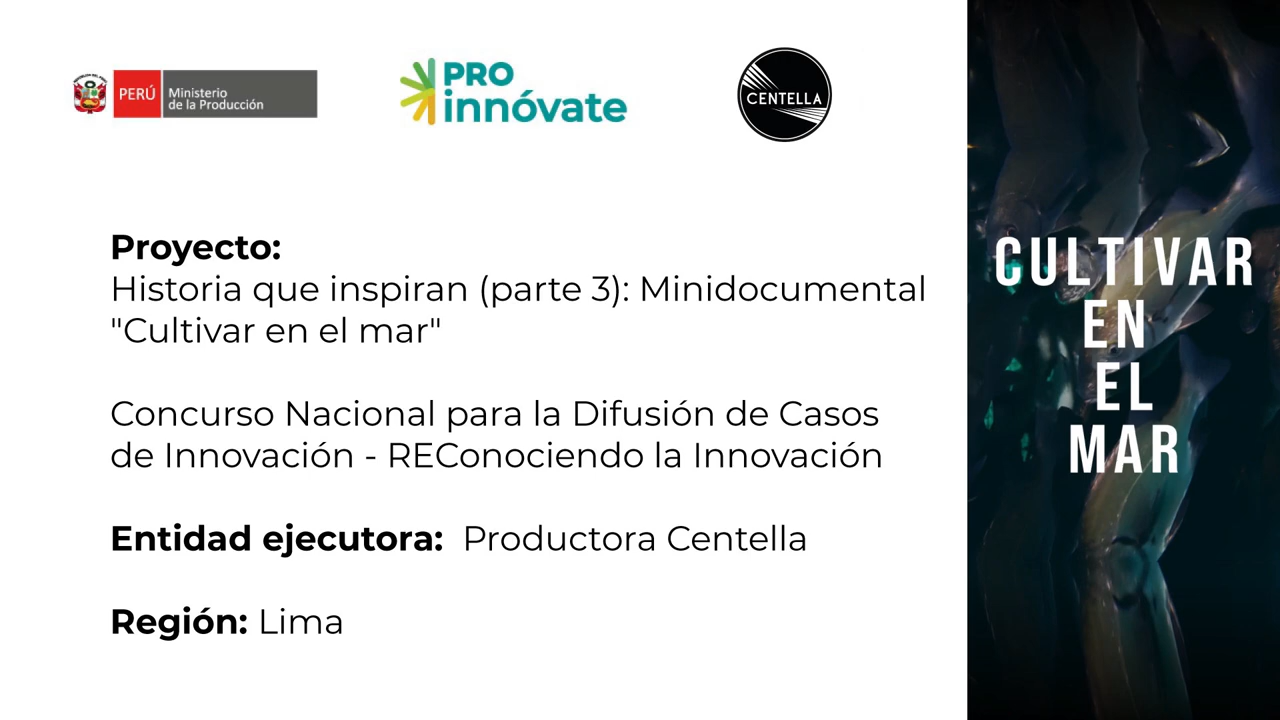 PERÚ
Ministerio
de la Producción
PRO
innóvate
CENTELLA
Proyecto:
Historia que inspiran (parte 3): Minidocumental
"Cultivar en el mar"
Concurso Nacional para la Difusión de Casos
de Innovación - REConociendo la Innovación
Entidad ejecutora: Productora Centella
Región: Lima
CULTIVAR
EN
EL
MAR